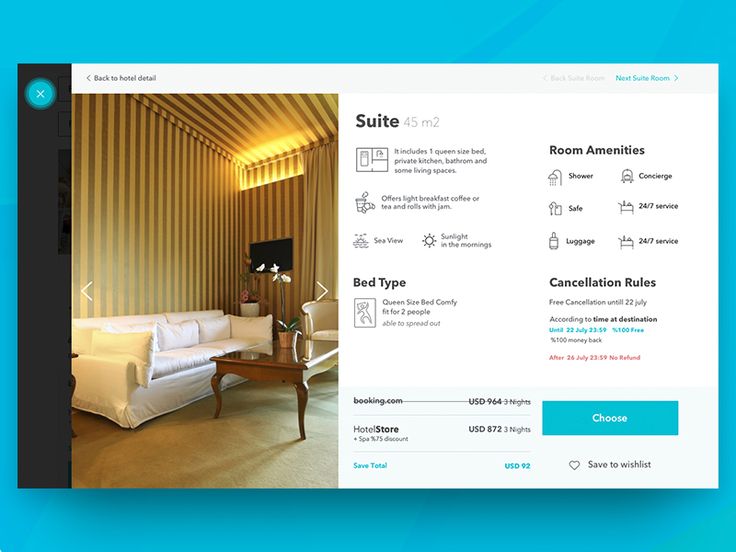 Back to hotel detail
Back Suite Room
Next Suite Room
Suite 45 m2
It includes 1 queen size bed,
private kitchen, bathrom and
some living spaces.
Offers light breakfast coffee or
tea and rolls with jam.
Sea View
Sunlight
in the mornings
Room Amenities
Shower
Concierge
Safe
24/7 service
Luggage
24/7 service
Bed Type
Queen Size Bed Comfy
fit for 2 people
able to spread out
Cancellation Rules
Free Cancellation untill 22 july
According to time at destination
Until 22 July 23:59 %100 Free
%100 money back
After 26 July 23:59 No Refund
booking.com USD 964 3 Nights
HotelStore USD 872 3 Nights
+ Spa %75 discount
Save Total USD 92
Choose
Save to wishlist